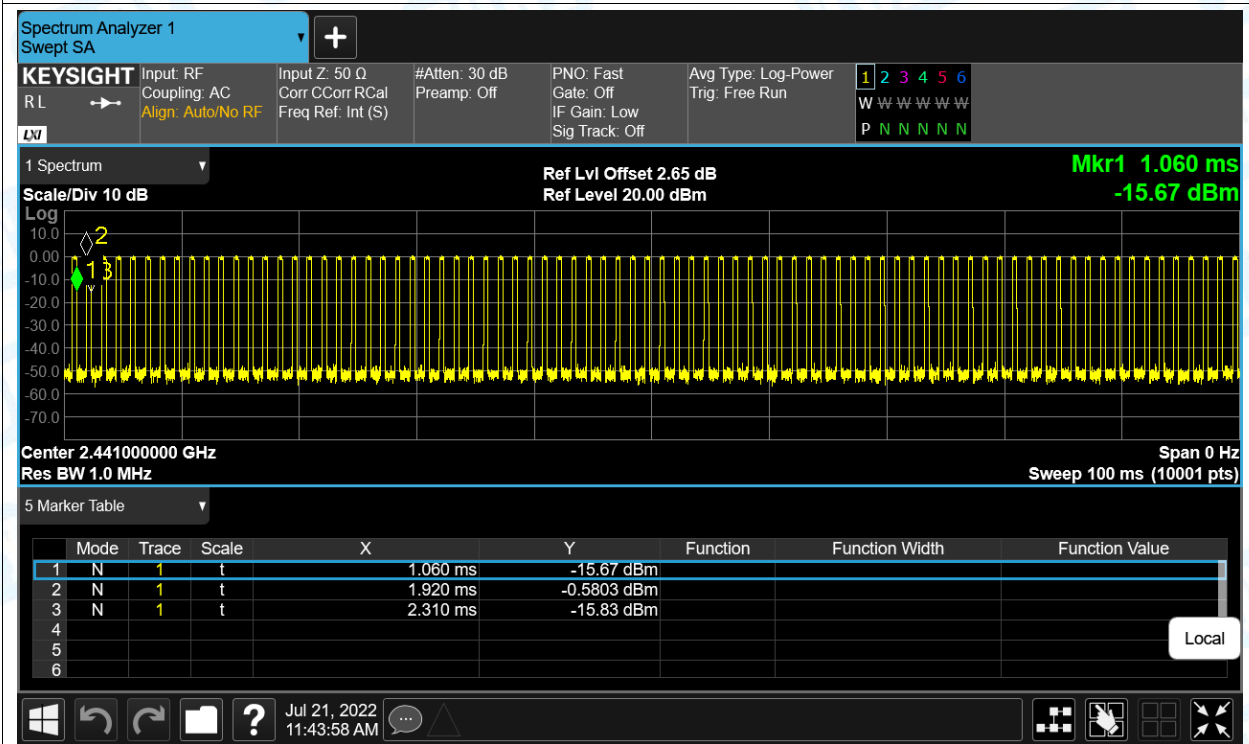 Spectrum Analyzer 1
Swept SA
KEYSIGHT
R L
LXI
Input: RF
Coupling: AC
Align: Auto/No RF
Input Z: 50 Ω
Corr CCorr RCal
Freq Ref: Int (S)
#Atten: 30 dB
Preamp: Off
PNO: Fast
Gate: Off
IF Gain: Low
Sig Track: Off
Avg Type: Log-Power
Trig: Free Run
1 2 3 4 5 6
W W W W W W
P N N N N N
1 Spectrum
Scale/Div 10 dB
Ref Lvl Offset 2.65 dB
Ref Level 20.00 dBm
Mkr1 1.060 ms
-15.67 dBm
Log
10.0
0.00
-10.0
-20.0
-30.0
-40.0
-50.0
-60.0
-70.0
2
1 3
Center 2.441000000 GHz
Span 0 Hz
Res BW 1.0 MHz
Sweep 100 ms (10001 pts)
5 Marker Table
Mode Trace Scale X Y Function Function Width Function Value
1 N 1 t 1.060 ms -15.67 dBm
2 N 1 t 1.920 ms -0.5803 dBm
3 N 1 t 2.310 ms -15.83 dBm
4
5
6
Local
?
Jul 21, 2022
11:43:58 AM